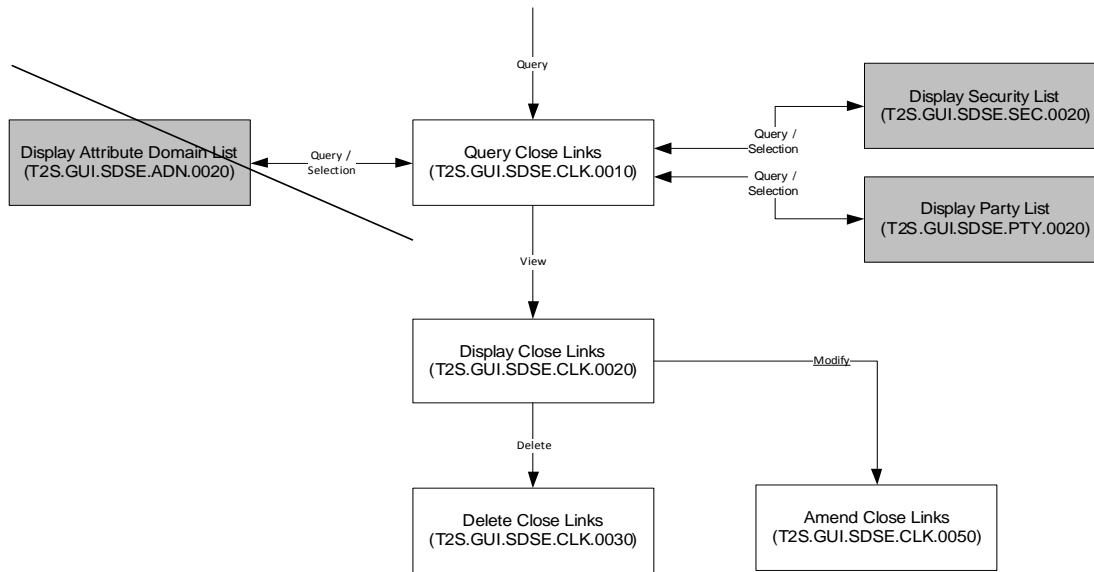 Query
Display Security List
(T2S.GUI.SDSE.SEC.0020)
Query /
Selection
Display Attribute Domain List
(T2S.GUI.SDSE.ADN.0020)
Query /
Selection
Query Close Links
(T2S.GUI.SDSE.CLK.0010)
Query /
Selection
Display Party List
(T2S.GUI.SDSE.PTY.0020)
View
Display Close Links
(T2S.GUI.SDSE.CLK.0020)
Modify
Delete
Delete Close Links
(T2S.GUI.SDSE.CLK.0030)
Amend Close Links
(T2S.GUI.SDSE.CLK.0050)